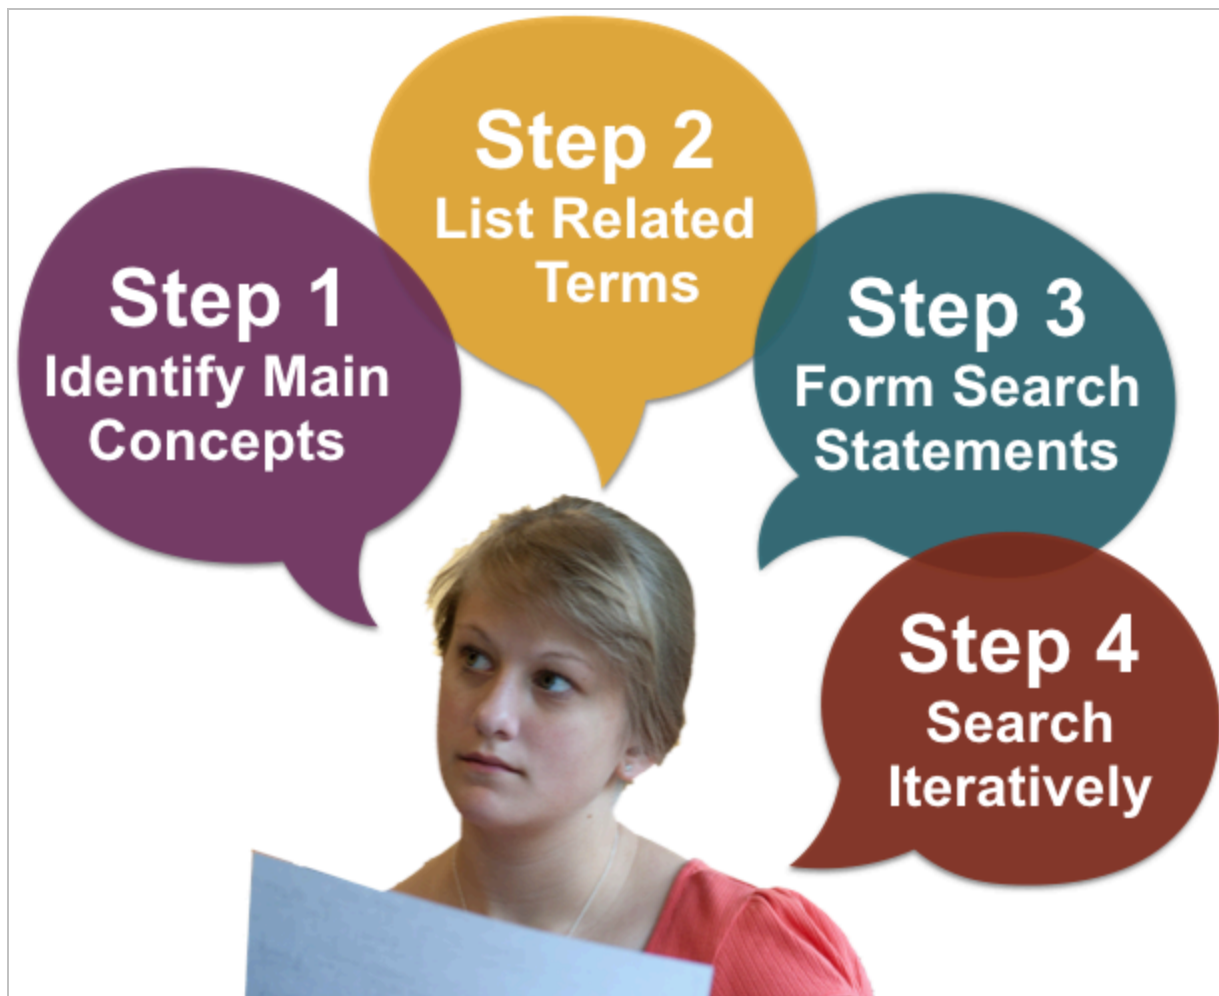 Step 1
Identify Main
Concepts
Step 2
List Related
Terms
Step 3
Form Search
Statements
Step 4
Search
Iteratively